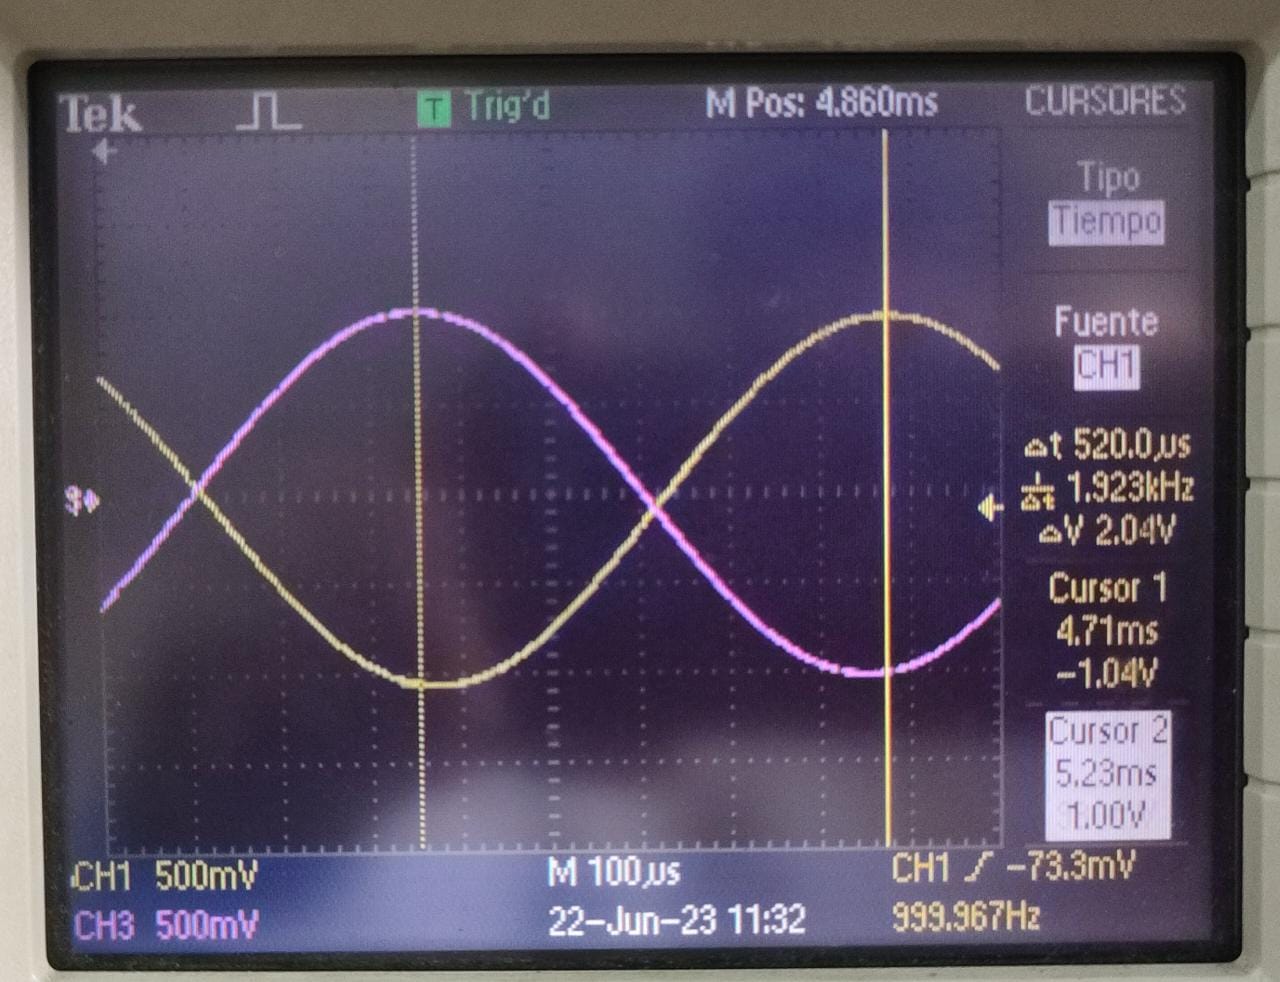 Tek T Trig'd M Pos: 4.860ms CURSORES
Tipo
Tiempo
Fuente
CH1
Δt 520.0µs
1/Δt 1.923kHz
ΔV 2.04V
Cursor 1
4.71ms
-1.04V
Cursor 2
5.23ms
1.00V
3
CH1 500mV M 100µs CH1 -73.3mV
CH3 500mV 22-Jun-23 11:32 999.967Hz